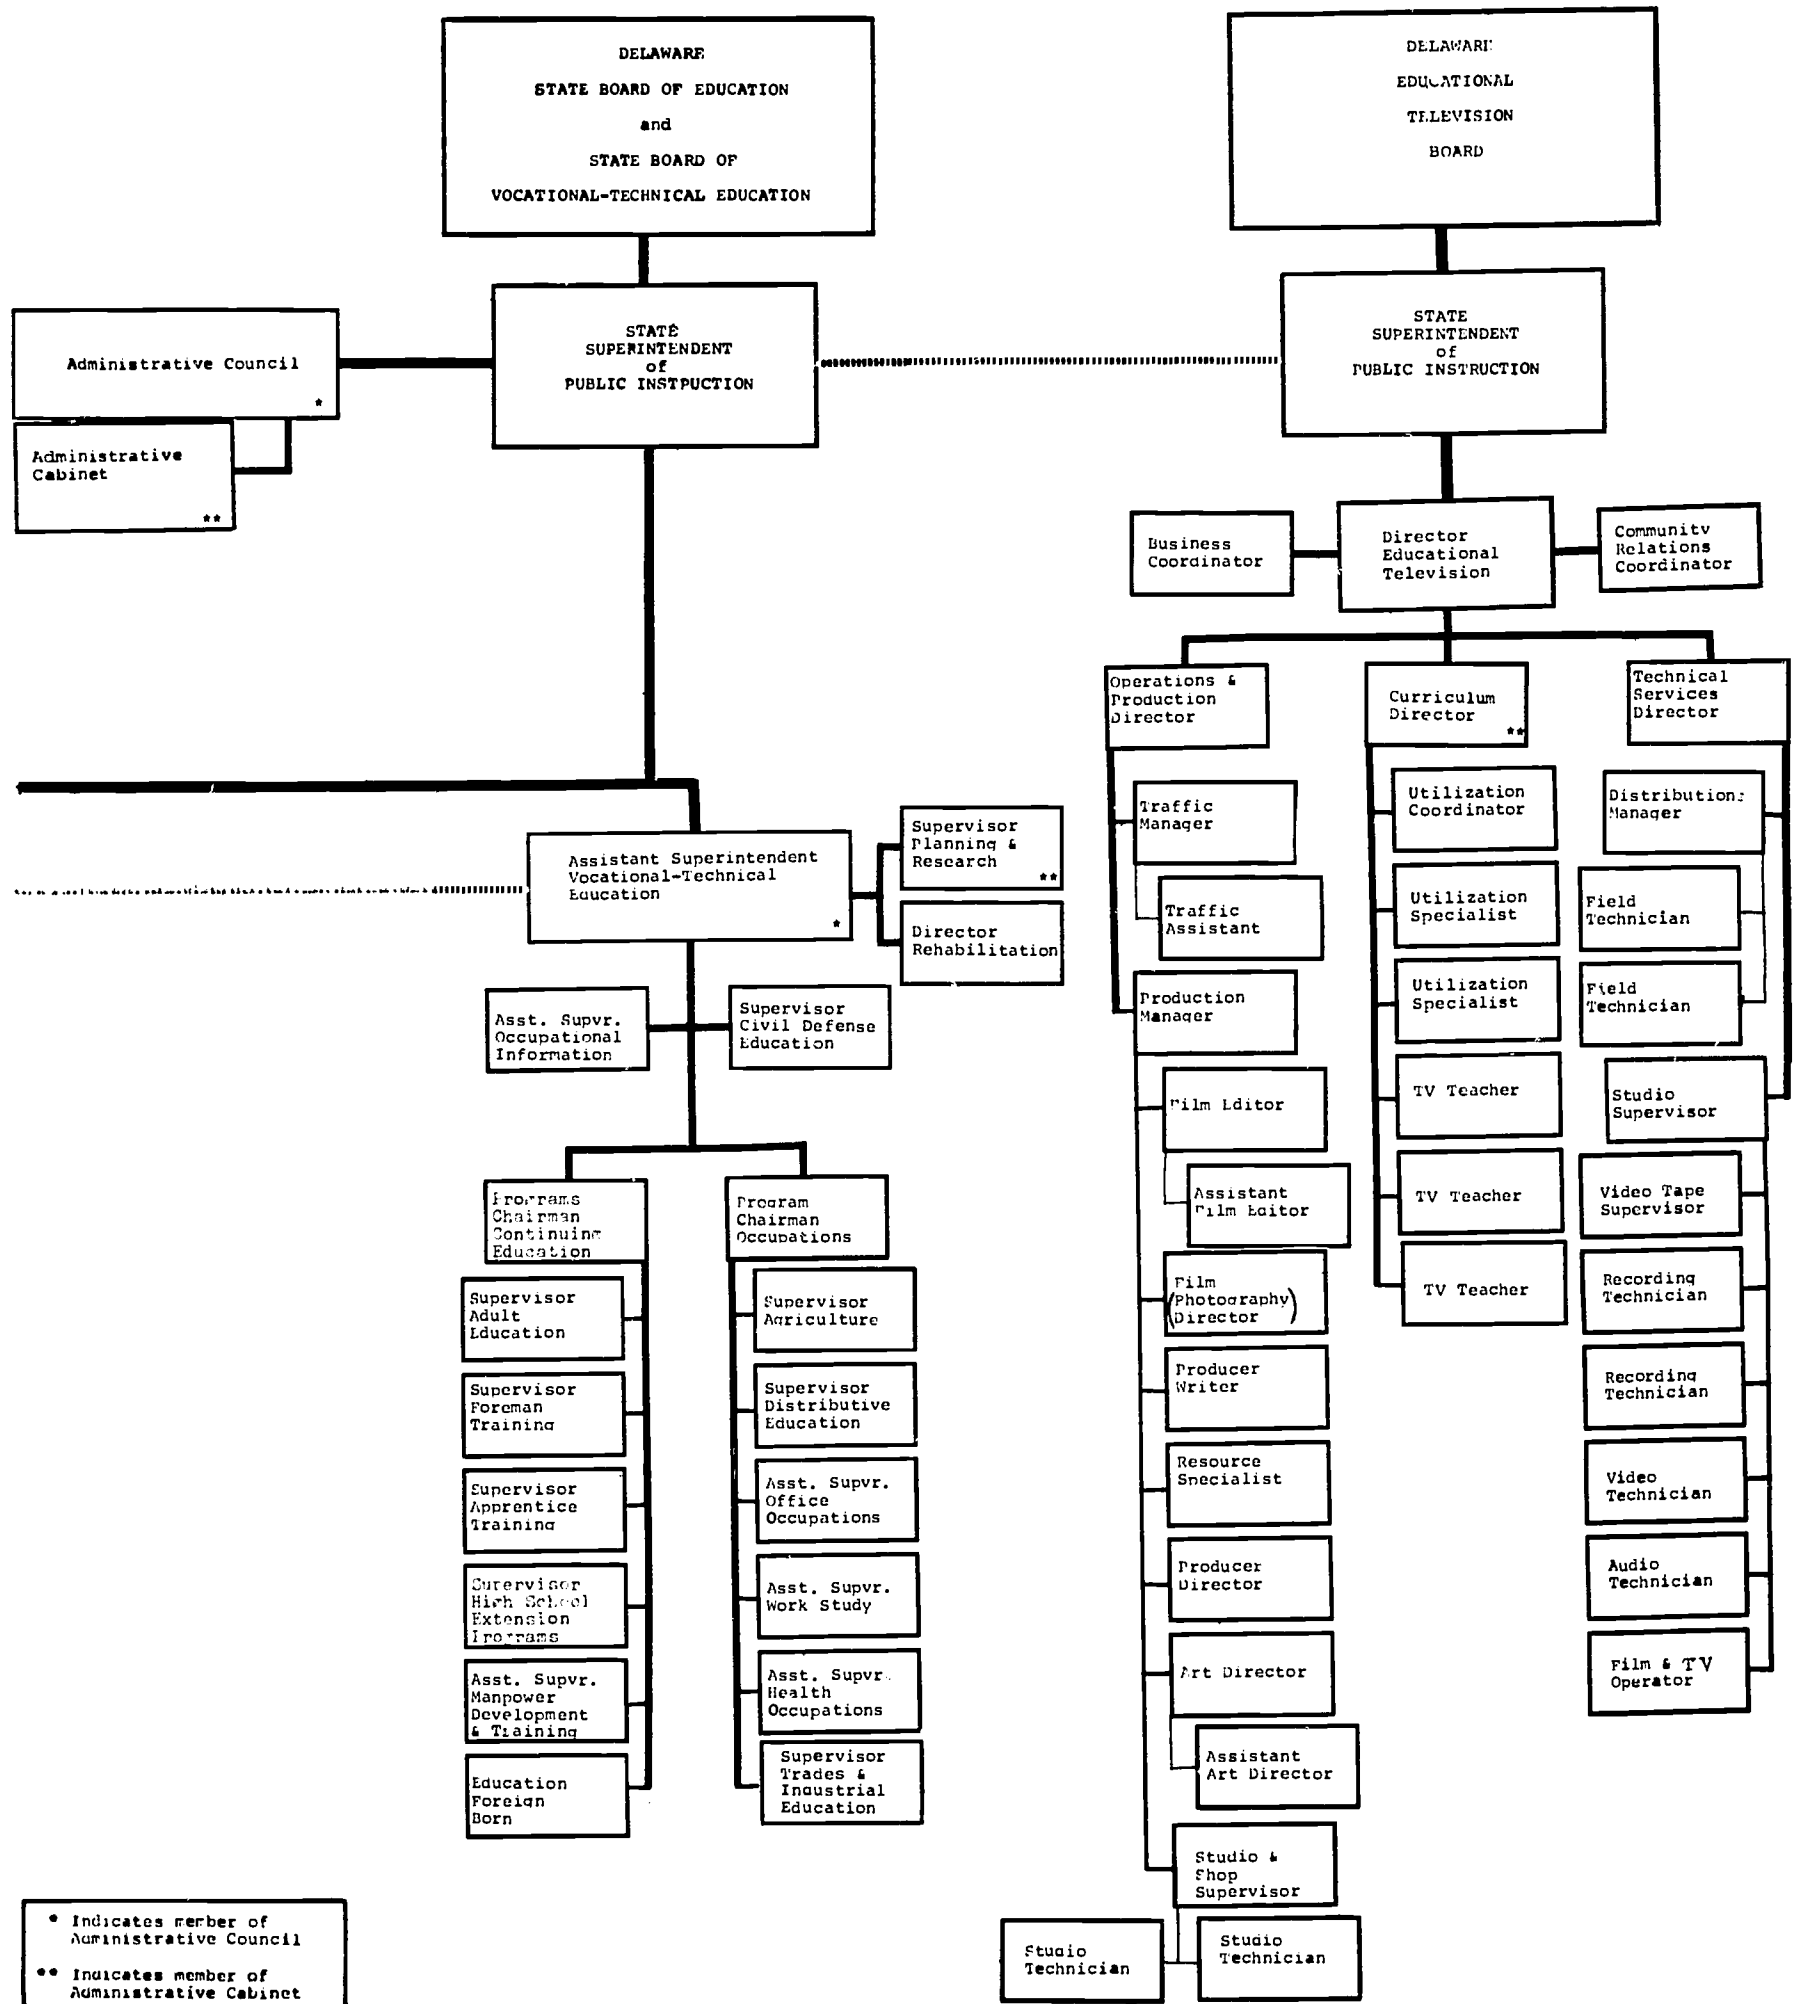 DELAWARE
STATE BOARD OF EDUCATION
and
STATE BOARD OF
VOCATIONAL-TECHNICAL EDUCATION
DELAWARE
EDUCATIONAL
TELEVISION
BOARD
STATE
SUPERINTENDENT
of
PUBLIC INSTPUCTION
STATE
SUPERINTENDENT
of
PUBLIC INSTRUCTION
Administrative Council
*
Administrative
Cabinet
**
Business
Coordinator
Director
Educational
Television
Community
Relations
Coordinator
Operations &
Production
Director
Curriculum
Director
**
Technical
Services
Director
Traffic
Manager
Traffic
Assistant
Production
Manager
Film Editor
Assistant
Film Editor
Film
(Photography)
Director
Producer
Writer
Resource
Specialist
Producer
Director
Art Director
Assistant
Art Director
Studio &
Shop
Supervisor
Studio
Technician
Studio
Technician
Utilization
Coordinator
Utilization
Specialist
Utilization
Specialist
TV Teacher
TV Teacher
TV Teacher
Distributions
Manager
Field
Technician
Field
Technician
Studio
Supervisor
Video Tape
Supervisor
Recording
Technician
Recording
Technician
Video
Technician
Audio
Technician
Film & TV
Operator
Assistant Superintendent
Vocational-Technical
Education
*
Supervisor
Planning &
Research
**
Director
Rehabilitation
Asst. Supvr.
Occupational
Information
Supervisor
Civil Defense
Education
Programs
Chairman
Continuing
Education
Supervisor
Adult
Education
Supervisor
Foreman
Training
Supervisor
Apprentice
Training
Supervisor
High School
Extension
Programs
Asst. Supvr.
Manpower
Development
& Training
Education
Foreign
Born
Program
Chairman
Occupations
Supervisor
Agriculture
Supervisor
Distributive
Education
Asst. Supvr.
Office
Occupations
Asst. Supvr.
Work Study
Asst. Supvr.
Health
Occupations
Supervisor
Trades &
Industrial
Education
* Indicates member of
Administrative Council
** Indicates member of
Administrative Cabinet